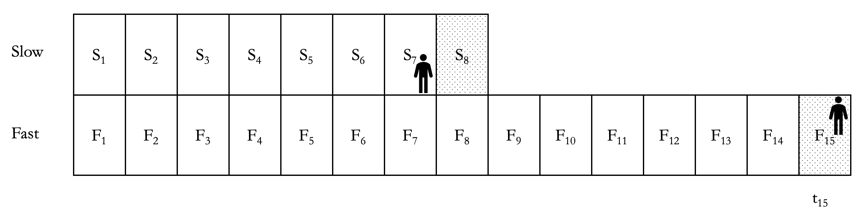 Slow S₁ S₂ S₃ S₄ S₅ S₆ S₇ S₈
Fast F₁ F₂ F₃ F₄ F₅ F₆ F₇ F₈ F₉ F₁₀ F₁₁ F₁₂ F₁₃ F₁₄ F₁₅
t₁₅